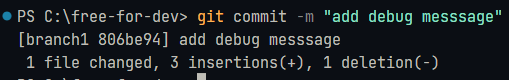 PS C:\free-for-dev> git commit -m "add debug messsage"
[branch1 806be94] add debug messsage
1 file changed, 3 insertions(+), 1 deletion(-)